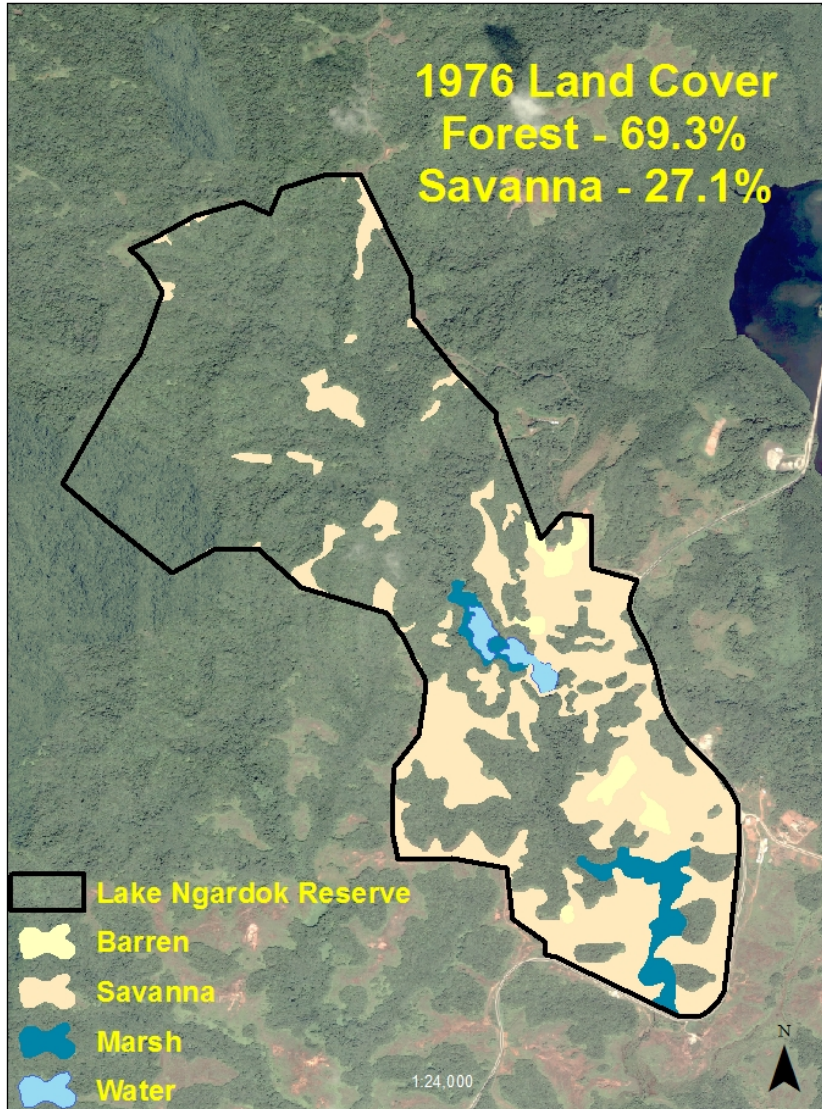 1976 Land Cover
Forest - 69.3%
Savanna - 27.1%
Lake Ngardok Reserve
Barren
Savanna
Marsh
Water
1:24,000
N